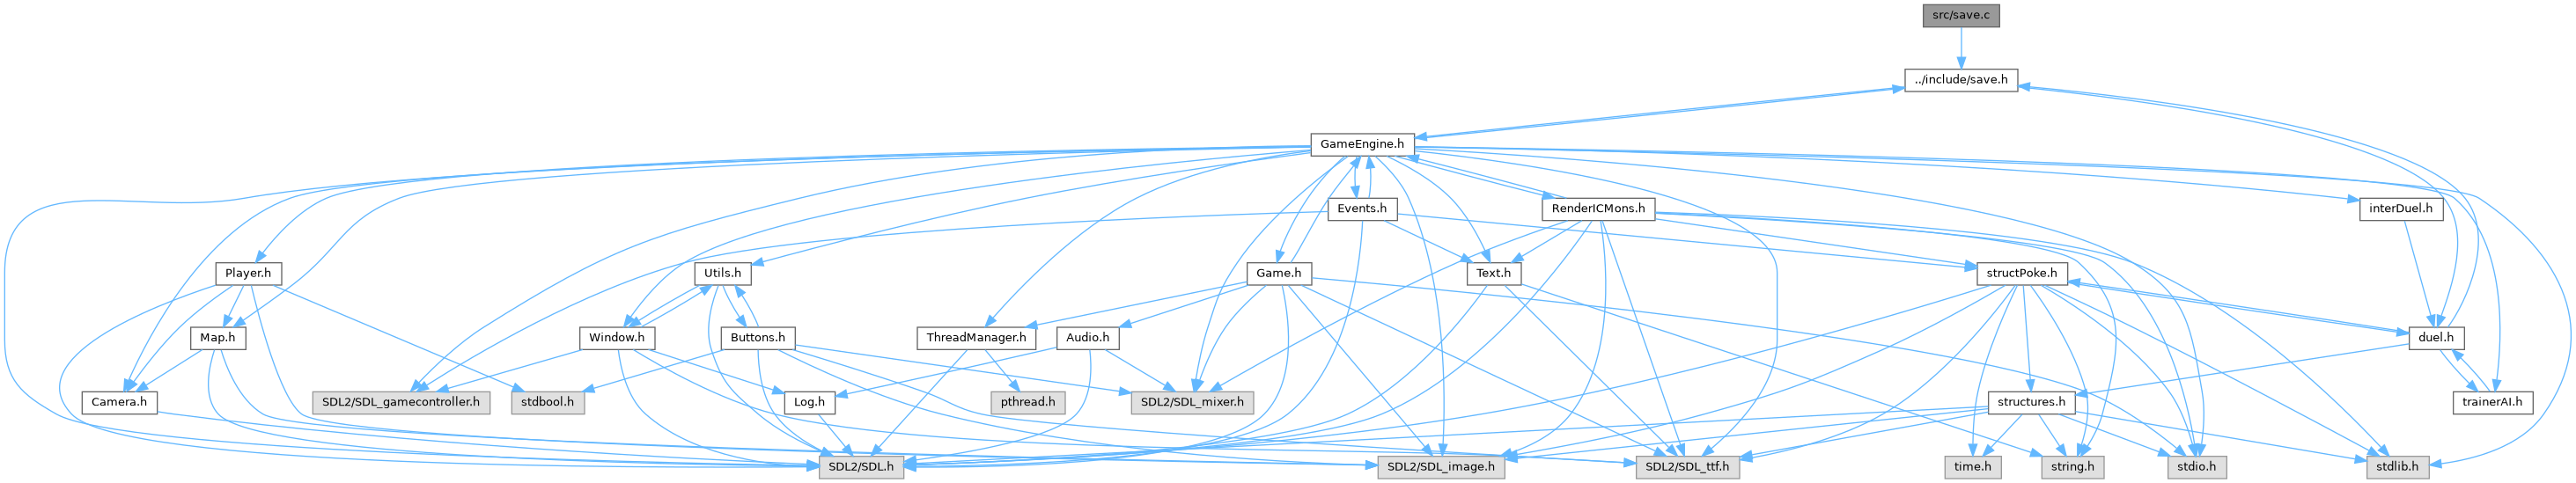 src/save.c
../include/save.h
GameEngine.h
Events.h
RenderICMons.h
interDuel.h
Player.h
Utils.h
Game.h
Text.h
structPoke.h
Map.h
Window.h
Buttons.h
ThreadManager.h
Audio.h
duel.h
Camera.h
SDL2/SDL_gamecontroller.h
stdbool.h
Log.h
pthread.h
SDL2/SDL_mixer.h
structures.h
trainerAI.h
SDL2/SDL.h
SDL2/SDL_image.h
SDL2/SDL_ttf.h
time.h
string.h
stdio.h
stdlib.h